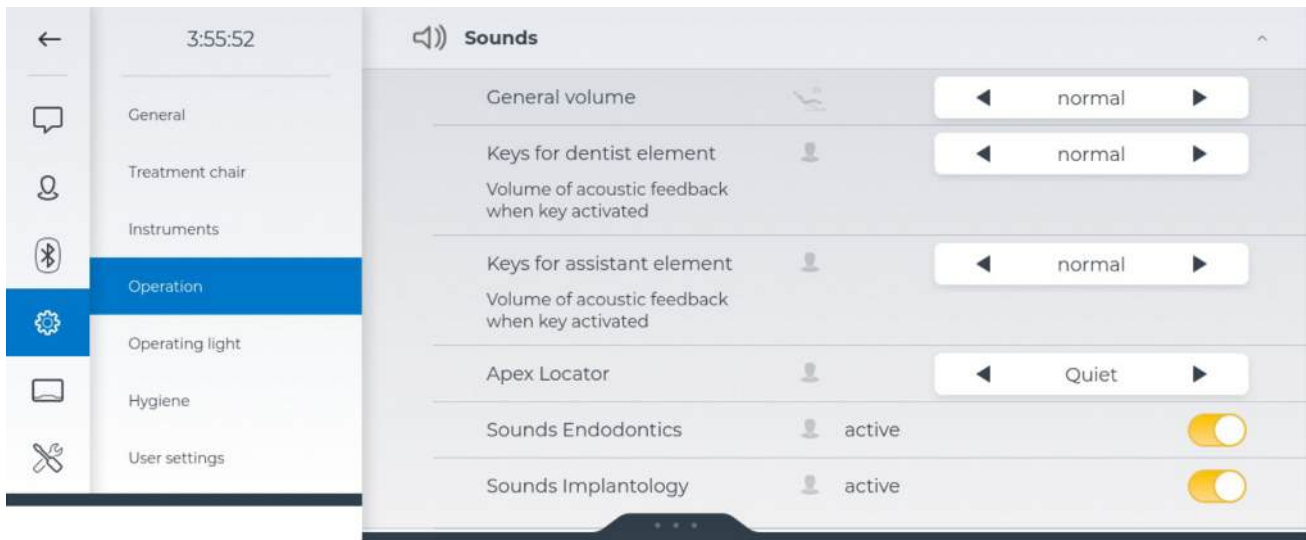 3:55:52
General
Treatment chair
Instruments
Operation
Operating light
Hygiene
User settings
Sounds
General volume
normal
Keys for dentist element
normal
Volume of acoustic feedback
when key activated
Keys for assistant element
normal
Volume of acoustic feedback
when key activated
Apex Locator
Quiet
Sounds Endodontics
active
Sounds Implantology
active